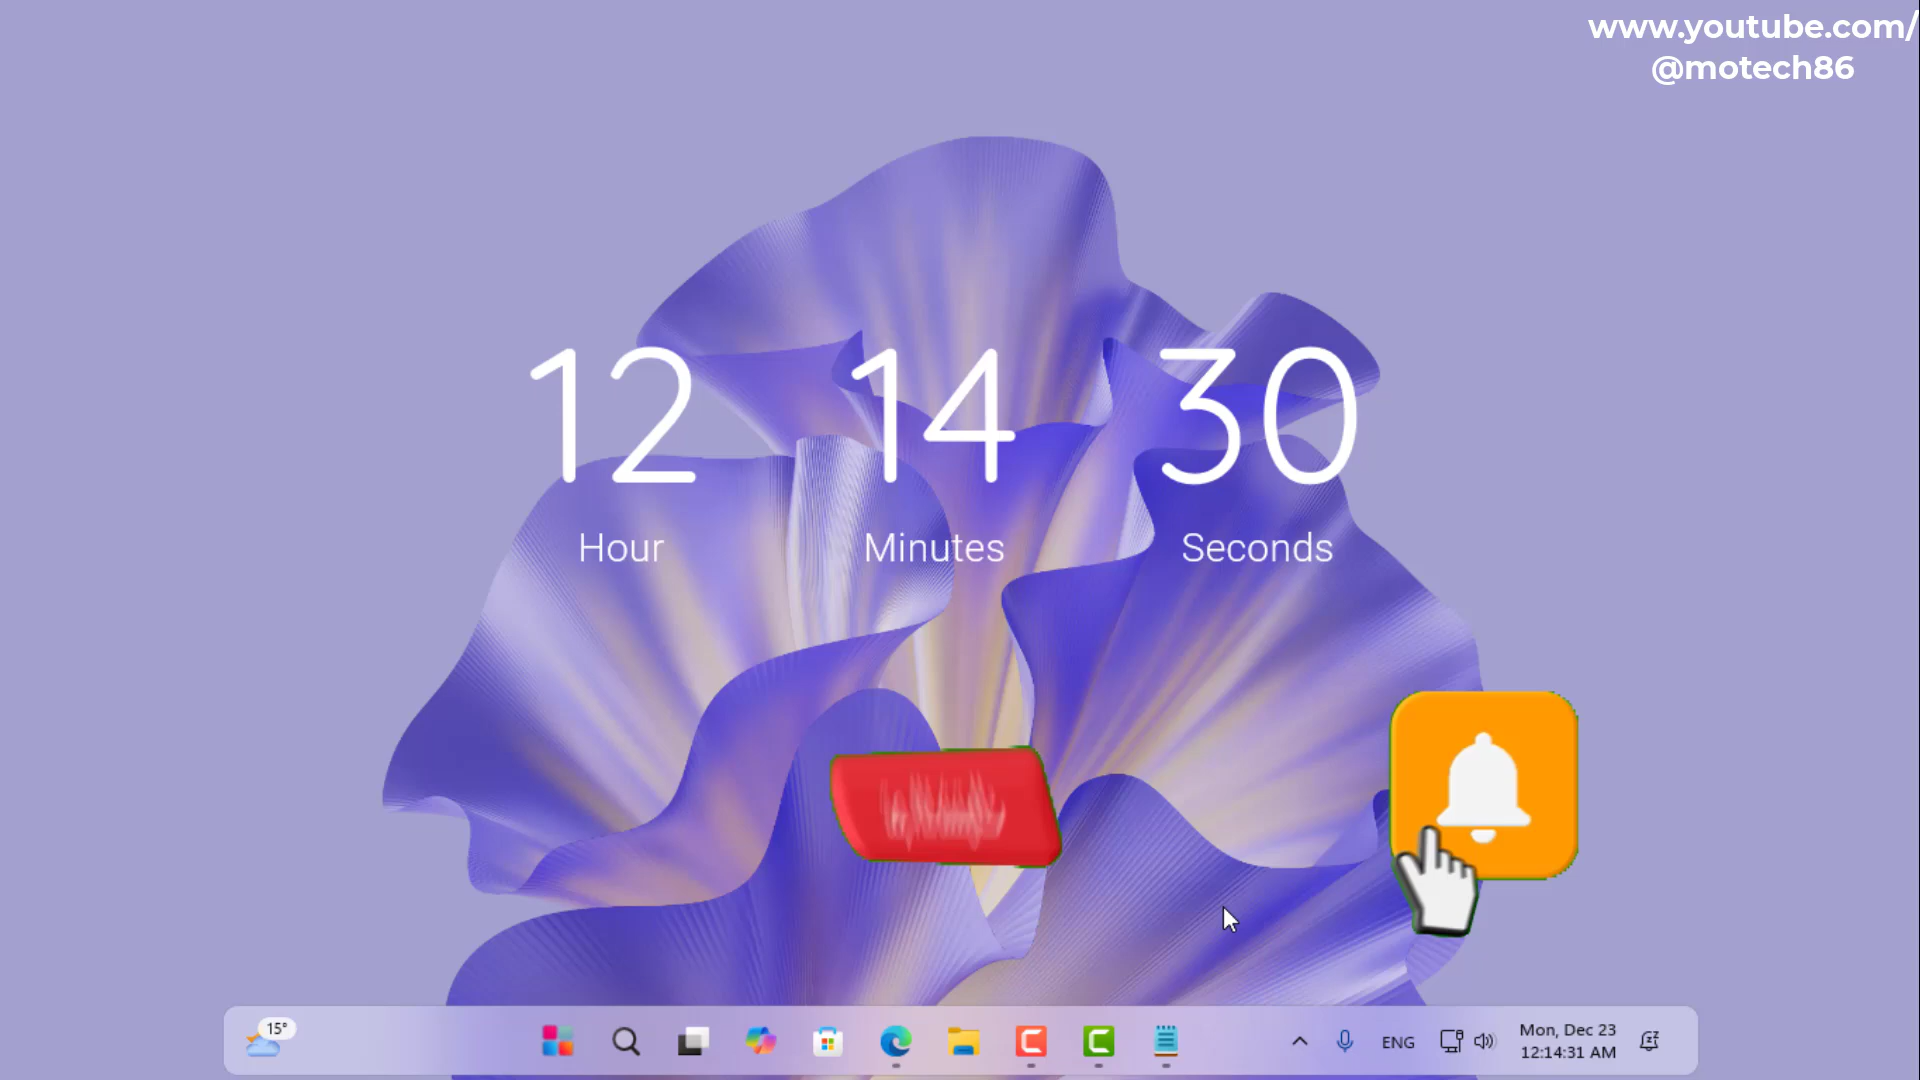 www.youtube.com/
@motech86
12 14 30
Hour Minutes Seconds
15°
ENG
Mon, Dec 23
12:14:31 AM